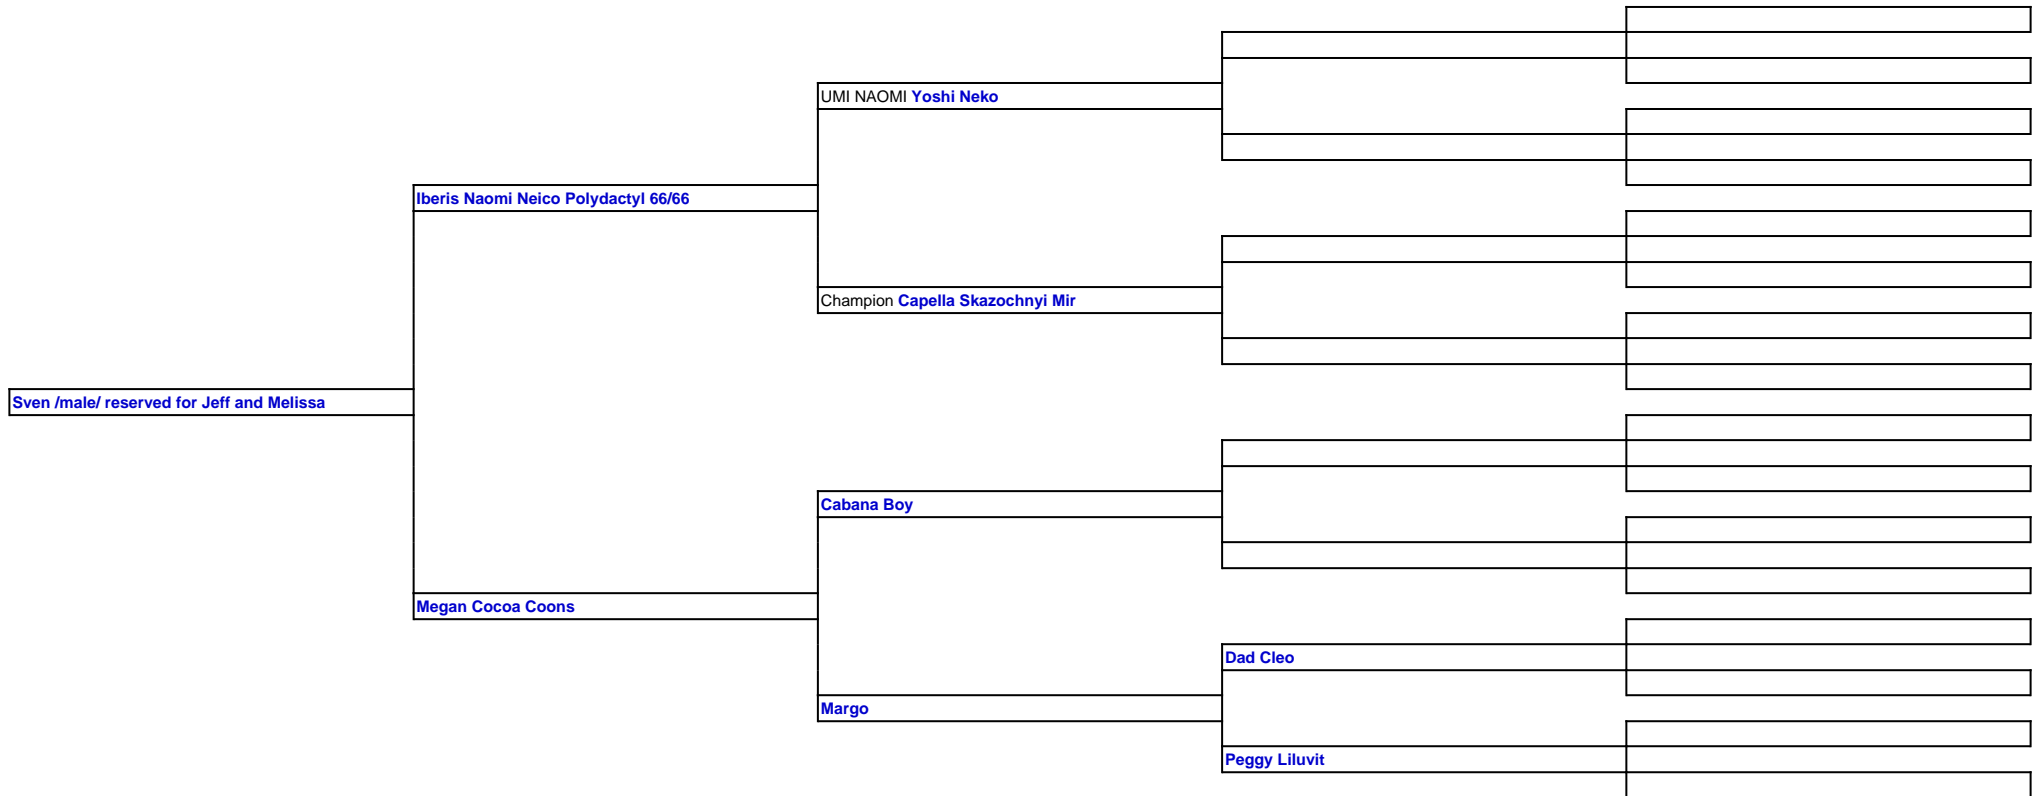 UMI NAOMI Yoshi Neko
Iberis Naomi Neico Polydactyl 66/66
Champion Capella Skazochnyi Mir
Sven /male/ reserved for Jeff and Melissa
Cabana Boy
Megan Cocoa Coons
Dad Cleo
Margo
Peggy Liluvit